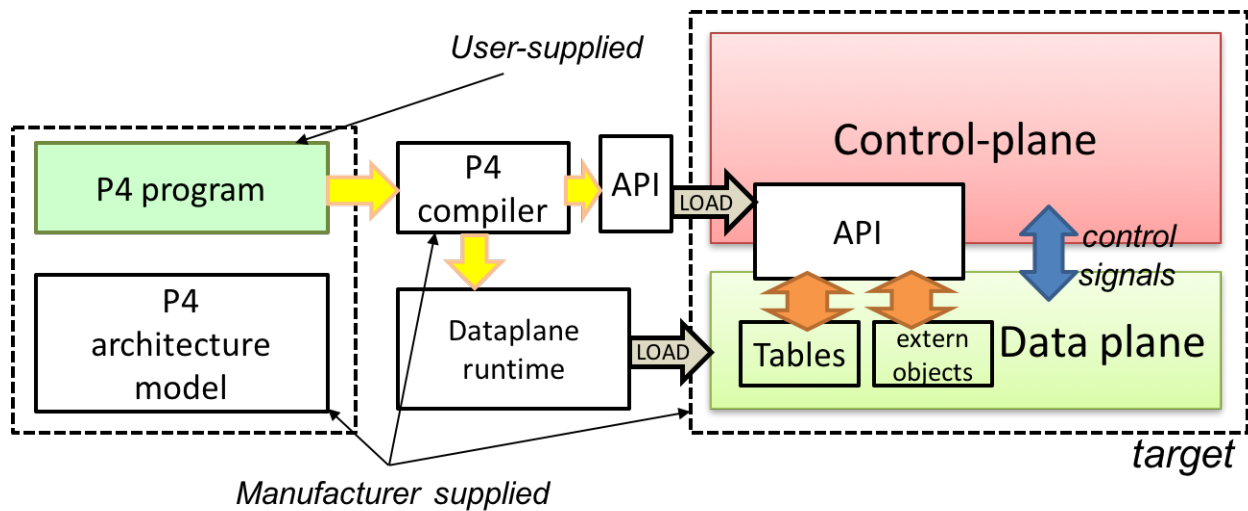 User-supplied
P4 program
P4
compiler
API
LOAD
Control-plane
API
control
signals
P4
architecture
model
Dataplane
runtime
LOAD
Tables
extern
objects
Data plane
target
Manufacturer supplied